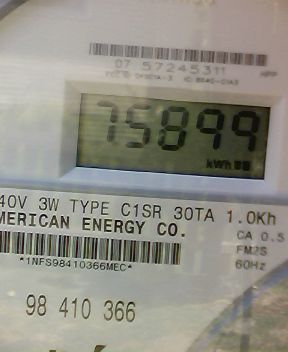 07 57245311
75899
kWh
40V 3W TYPE C1SR 30TA 1.0Kh
MERICAN ENERGY CO.
CA 0.5
FM2S
60Hz
*1NFS98410366MEC*
98 410 366